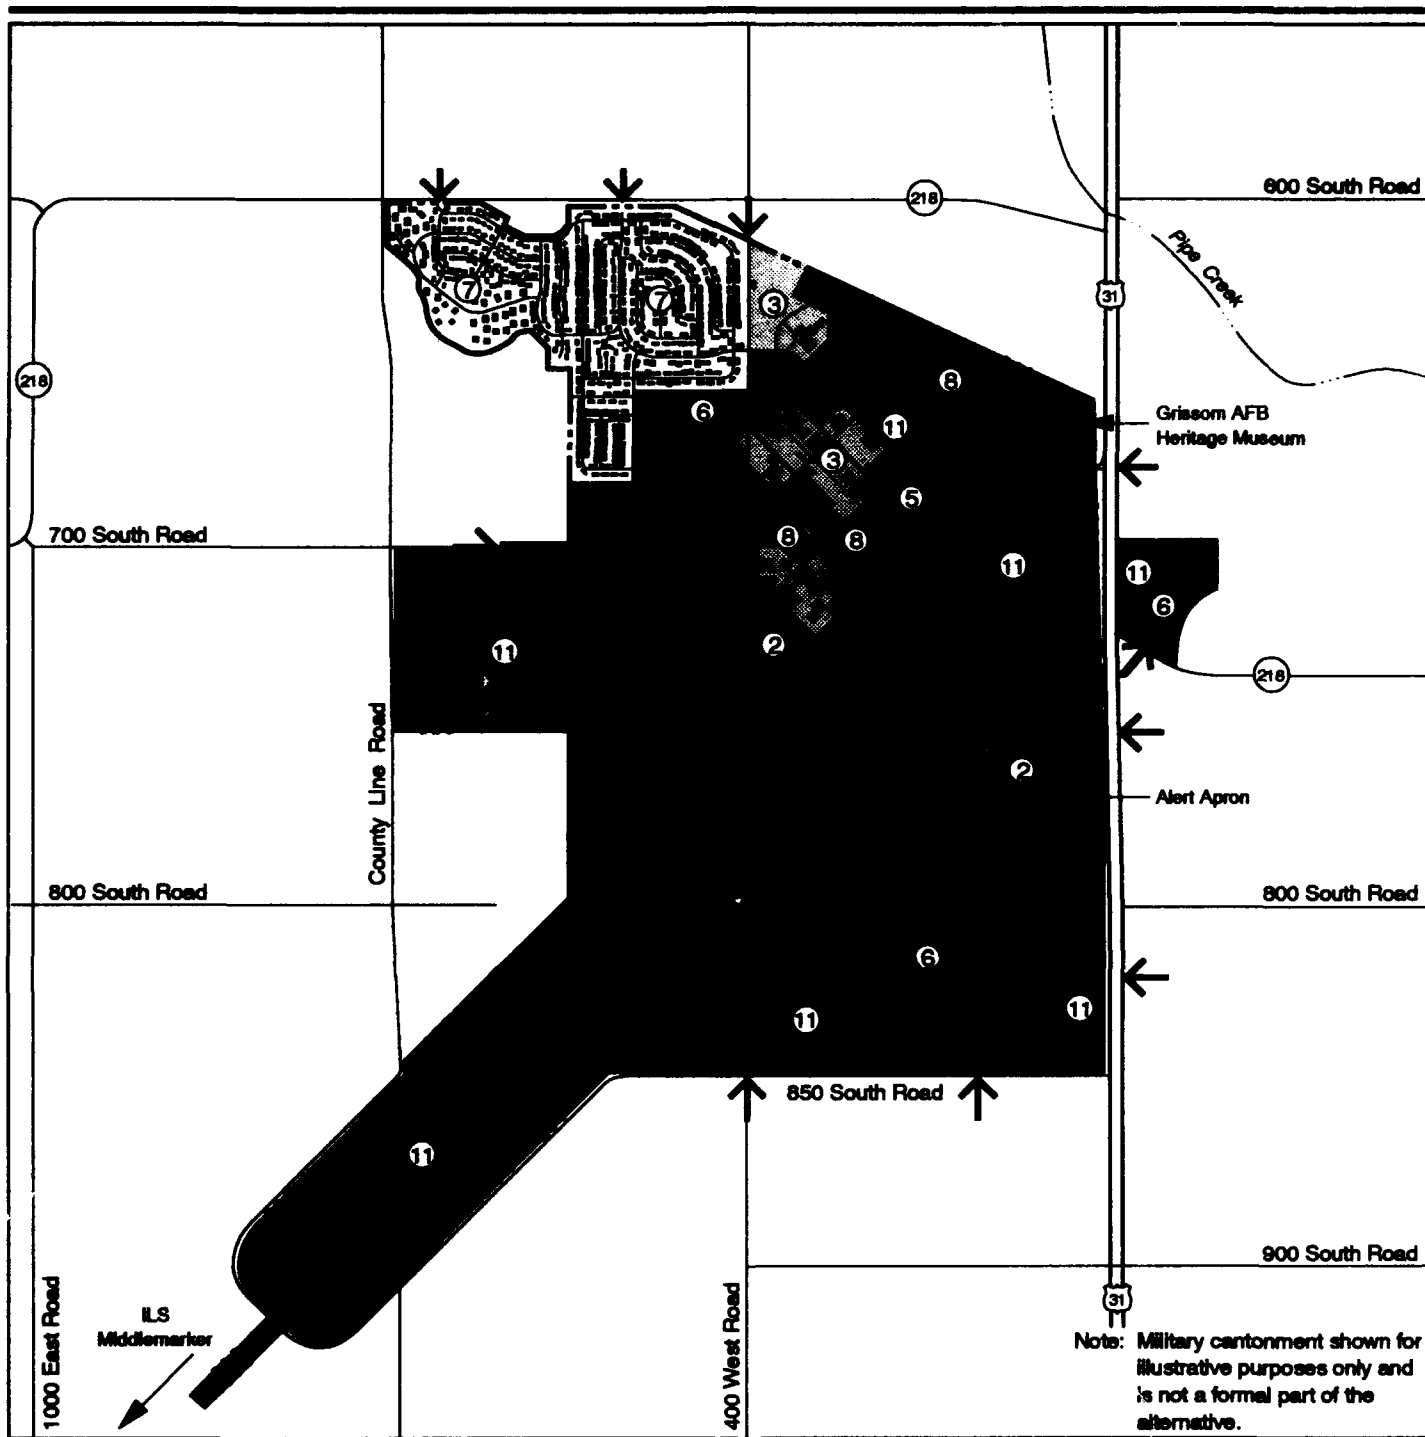 600 South Road
218
31
Pipe Creek
7
7
3
218
8
Grissom AFB
Heritage Museum
6
11
3
5
700 South Road
8
8
11
11
6
11
2
218
County Line Road
2
Alert Apron
800 South Road
800 South Road
6
11
11
850 South Road
11
900 South Road
1000 East Road
ILS
Middlemarker
400 West Road
31
Note: Military cantonment shown for
illustrative purposes only and
is not a formal part of the
alternative.